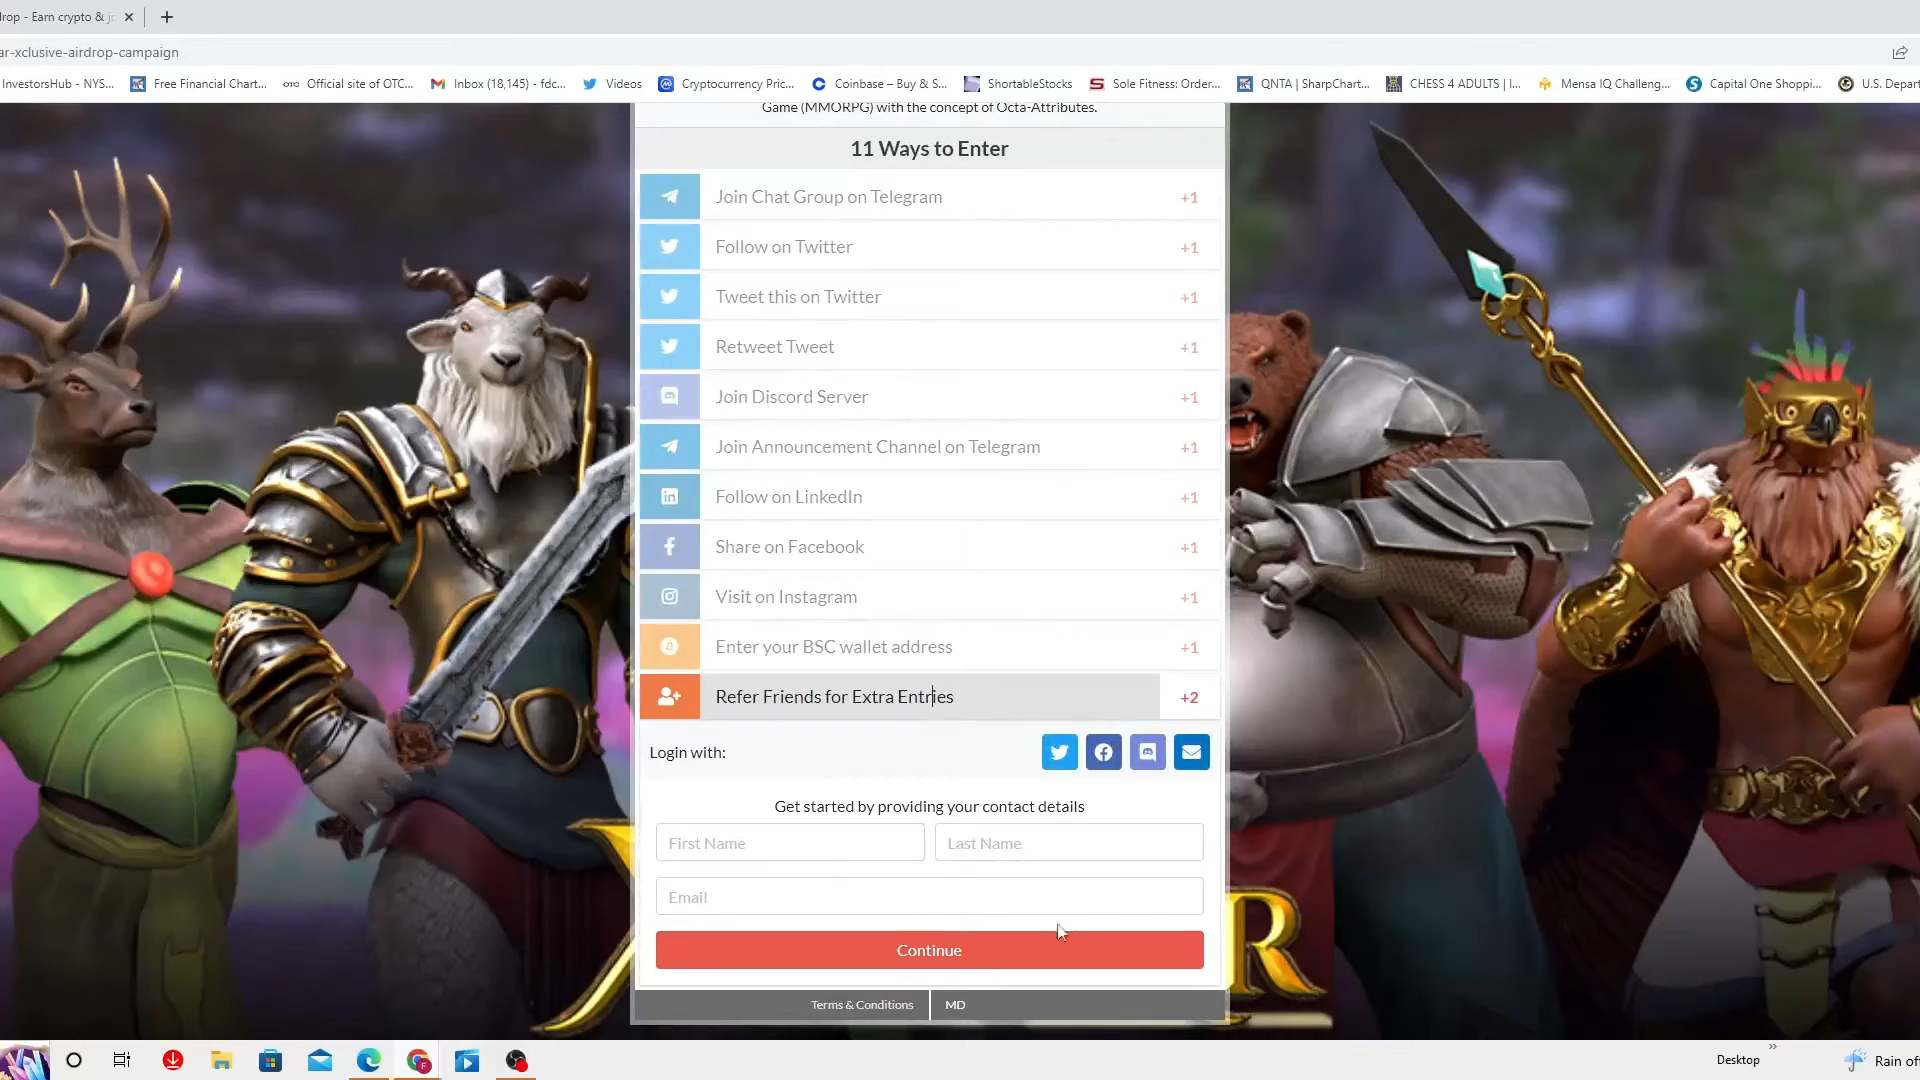 rop - Earn crypto & jo
ar-xclusive-airdrop-campaign
InvestorsHub - NYS...
Free Financial Chart...
OTC
Official site of OTC...
Inbox (18,145) - fdc...
Videos
Cryptocurrency Pric...
Coinbase – Buy & S...
ShortableStocks
Sole Fitness: Order...
QNTA | SharpChart...
CHESS 4 ADULTS | I...
Mensa IQ Challeng...
Capital One Shoppi...
U.S. Depart
Game (MMORPG) with the concept of Octa-Attributes.
11 Ways to Enter
Join Chat Group on Telegram +1
Follow on Twitter +1
Tweet this on Twitter +1
Retweet Tweet +1
Join Discord Server +1
Join Announcement Channel on Telegram +1
Follow on LinkedIn +1
Share on Facebook +1
Visit on Instagram +1
Enter your BSC wallet address +1
Refer Friends for Extra Entries +2
Login with:
Get started by providing your contact details
First Name Last Name
Email
Continue
Terms & Conditions MD
R
Desktop
Rain off